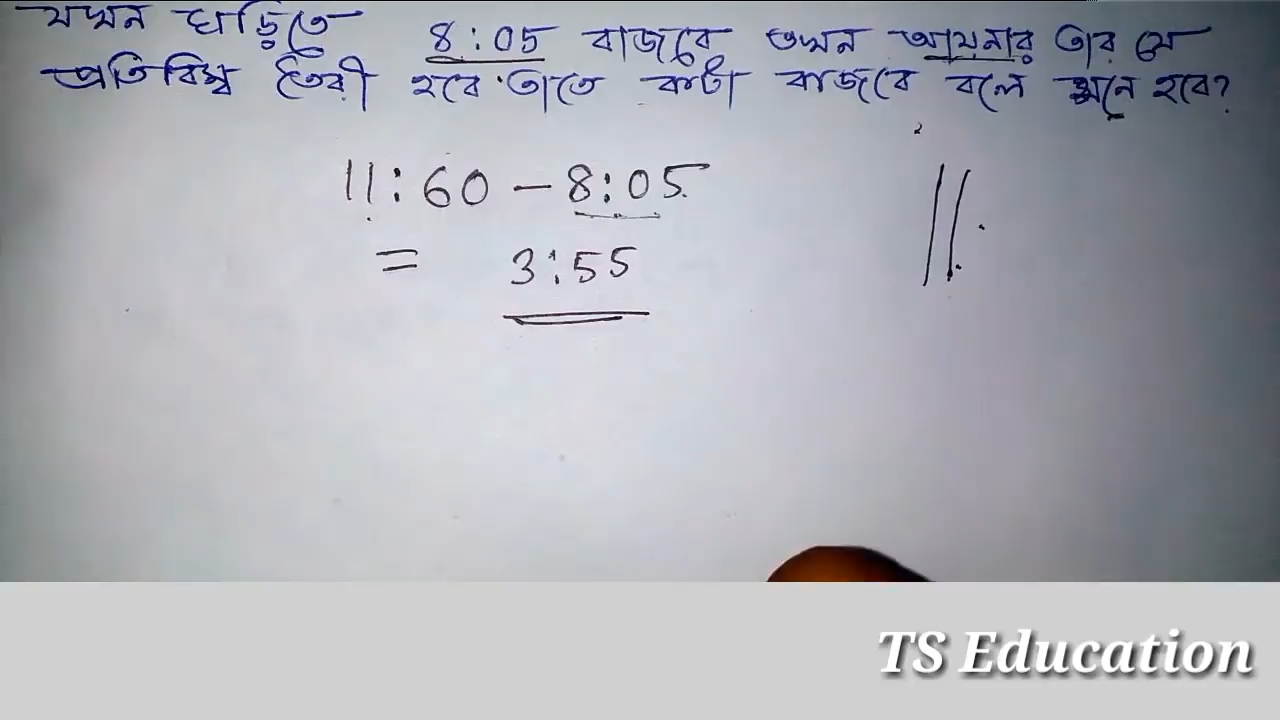 যখন ঘড়িতে 8:05 বাজবে তখন আয়নার তার যে
প্রতিবিম্ব তৈরী হবে তাতে কটা বাজবে বলে মনে হবে?
11:60 - 8:05
= 3:55
TS Education